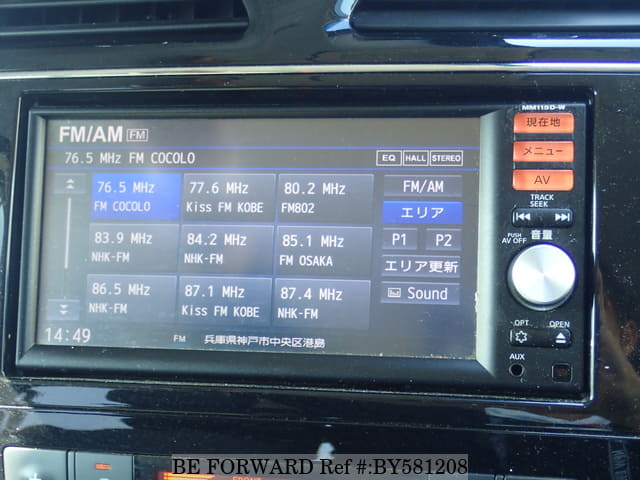 MM115D-W
FM/AM FM
76.5 MHz FM COCOLO
EQ HALL STEREO
76.5 MHz
FM COCOLO
77.6 MHz
Kiss FM KOBE
80.2 MHz
FM802
83.9 MHz
NHK-FM
84.2 MHz
NHK-FM
85.1 MHz
FM OSAKA
86.5 MHz
NHK-FM
87.1 MHz
Kiss FM KOBE
87.4 MHz
NHK-FM
FM/AM
エリア
P1 P2
エリア更新
Sound
14:49
FM 兵庫県神戸市中央区港島
現在地
メニュー
AV
TRACK
SEEK
PUSH
AV OFF
音量
OPT OPEN
AUX
FRONT
BE FORWARD Ref #:BY581208